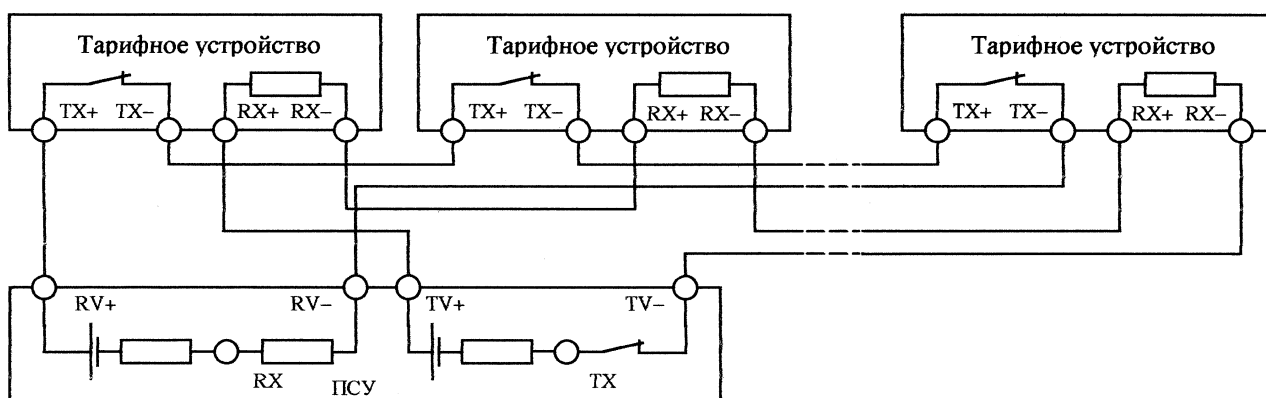 Тарифное устройство Тарифное устройство Тарифное устройство
TX+ TX– RX+ RX– TX+ TX– RX+ RX– TX+ TX– RX+ RX–
RV+ RV– TV+ TV–
RX ПСУ TX